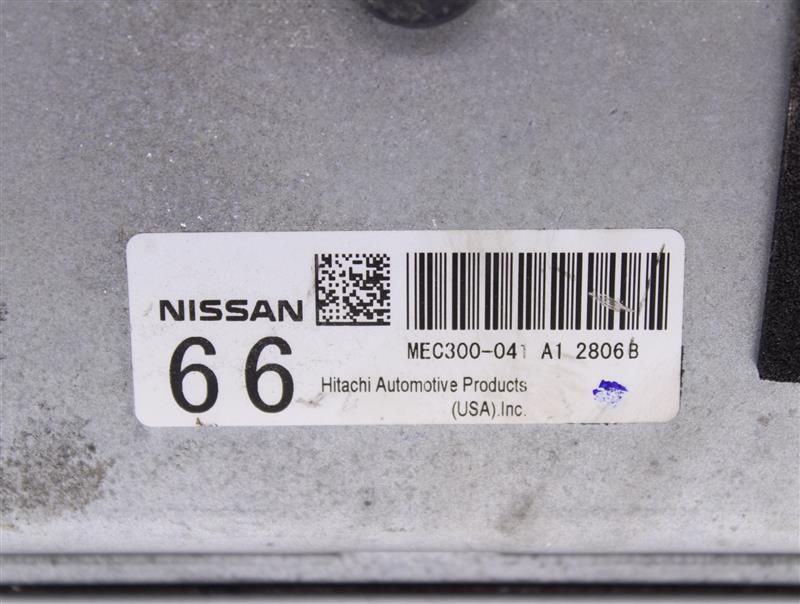 NISSAN
66
MEC300-041 A1 2806B
Hitachi Automotive Products
(USA).Inc.